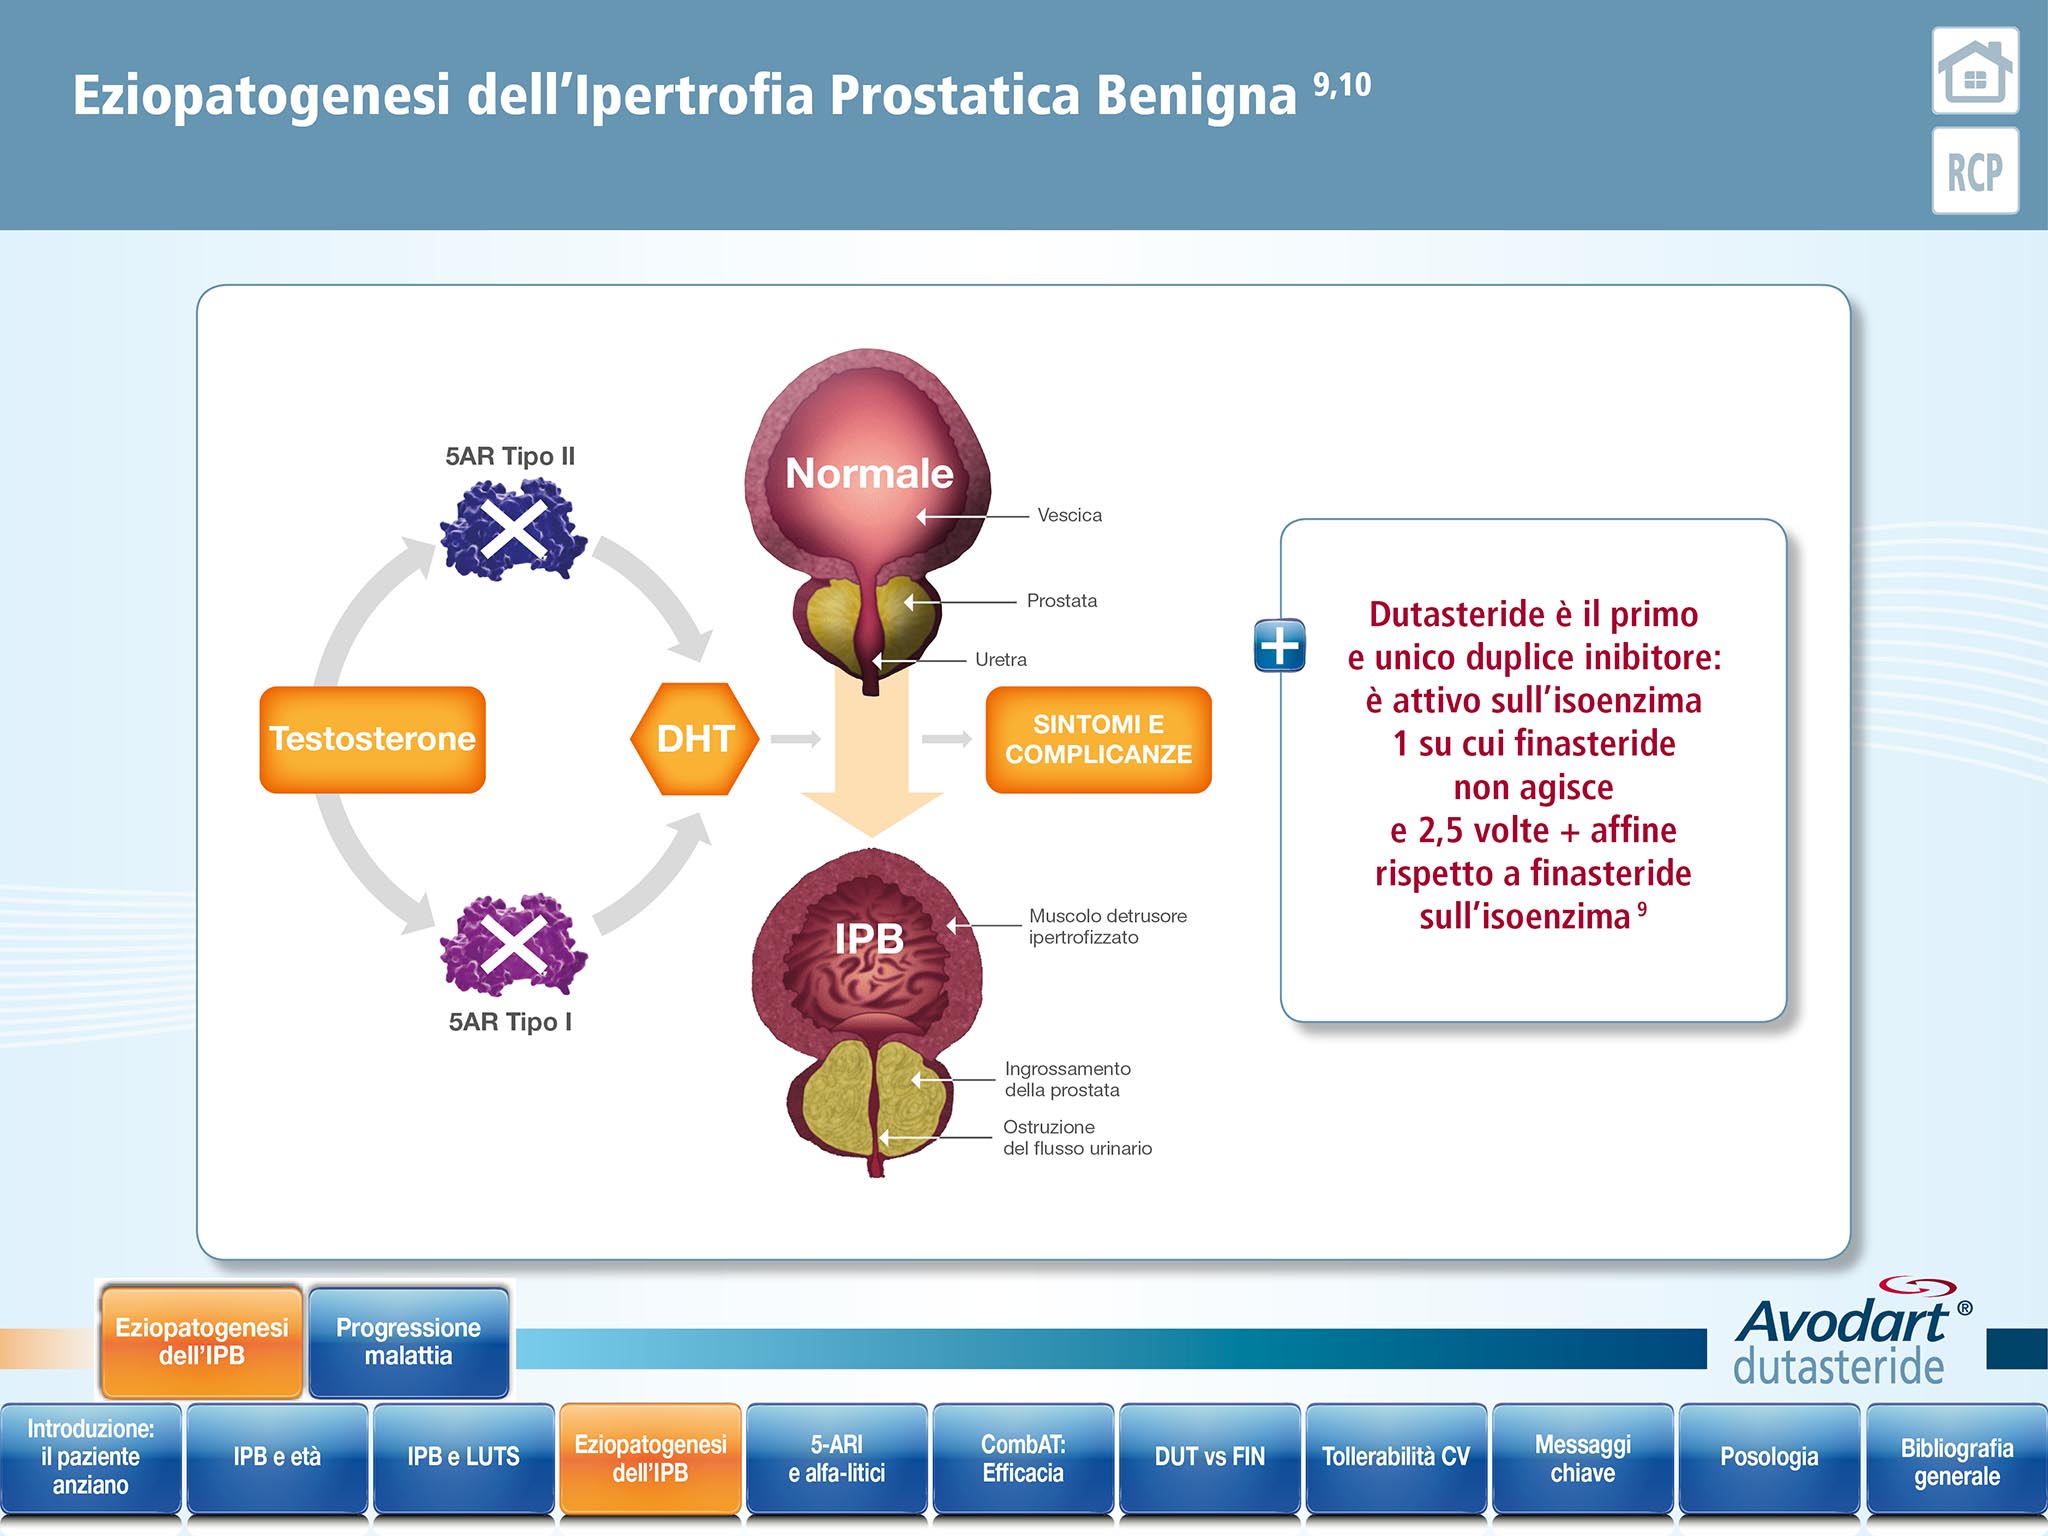 Eziopatogenesi dell’Ipertrofia Prostatica Benigna 9,10
RCP
5AR Tipo II
Normale
Vescica
Prostata
Uretra
Testosterone
DHT
SINTOMI E
COMPLICANZE
5AR Tipo I
IPB
Muscolo detrusore
ipertrofizzato
Ingrossamento
della prostata
Ostruzione
del flusso urinario
Dutasteride è il primo
e unico duplice inibitore:
è attivo sull’isoenzima
1 su cui finasteride
non agisce
e 2,5 volte + affine
rispetto a finasteride
sull’isoenzima 9
Eziopatogenesi
dell’IPB
Progressione
malattia
Avodart®
dutasteride
Introduzione:
il paziente
anziano
IPB e età
IPB e LUTS
Eziopatogenesi
dell’IPB
5-ARI
e alfa-litici
CombAT:
Efficacia
DUT vs FIN
Tollerabilità CV
Messaggi
chiave
Posologia
Bibliografia
generale